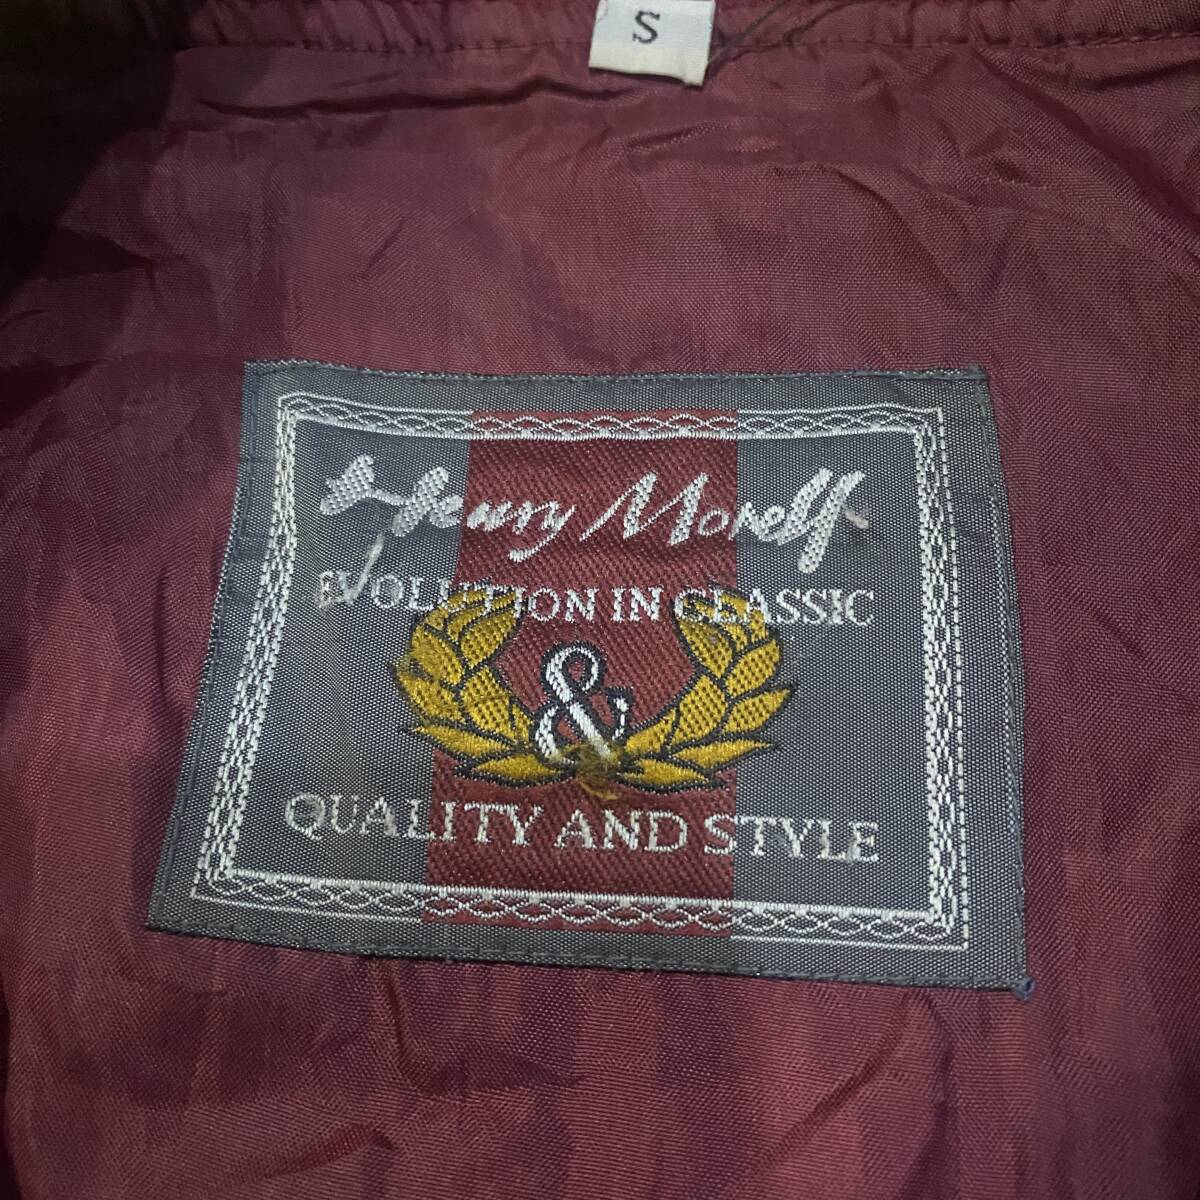 S
Henry Morell
EVOLUTION IN CLASSIC
&
QUALITY AND STYLE